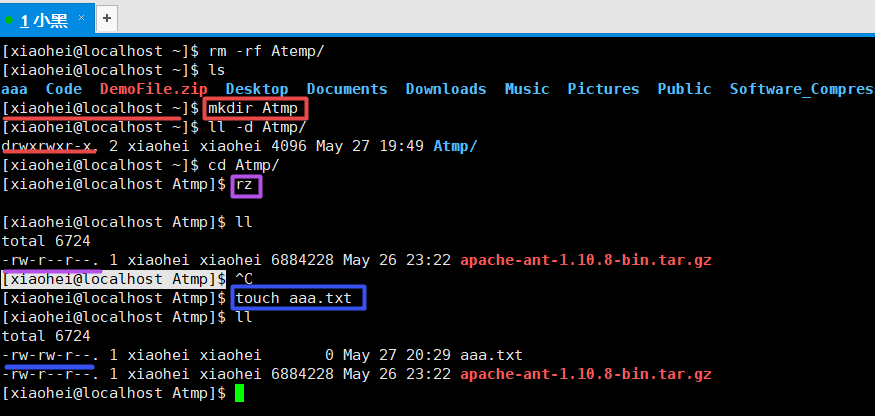 1 小黑 × +
[xiaohei@localhost ~]$ rm -rf Atemp/
[xiaohei@localhost ~]$ ls
aaa Code DemoFile.zip Desktop Documents Downloads Music Pictures Public Software_Compres
[xiaohei@localhost ~]$ mkdir Atmp
[xiaohei@localhost ~]$ ll -d Atmp/
drwxrwxr-x. 2 xiaohei xiaohei 4096 May 27 19:49 Atmp/
[xiaohei@localhost ~]$ cd Atmp/
[xiaohei@localhost Atmp]$ rz
[xiaohei@localhost Atmp]$ ll
total 6724
-rw-r--r--. 1 xiaohei xiaohei 6884228 May 26 23:22 apache-ant-1.10.8-bin.tar.gz
[xiaohei@localhost Atmp]$ ^C
[xiaohei@localhost Atmp]$ touch aaa.txt
[xiaohei@localhost Atmp]$ ll
total 6724
-rw-rw-r--. 1 xiaohei xiaohei 0 May 27 20:29 aaa.txt
-rw-r--r--. 1 xiaohei xiaohei 6884228 May 26 23:22 apache-ant-1.10.8-bin.tar.gz
[xiaohei@localhost Atmp]$